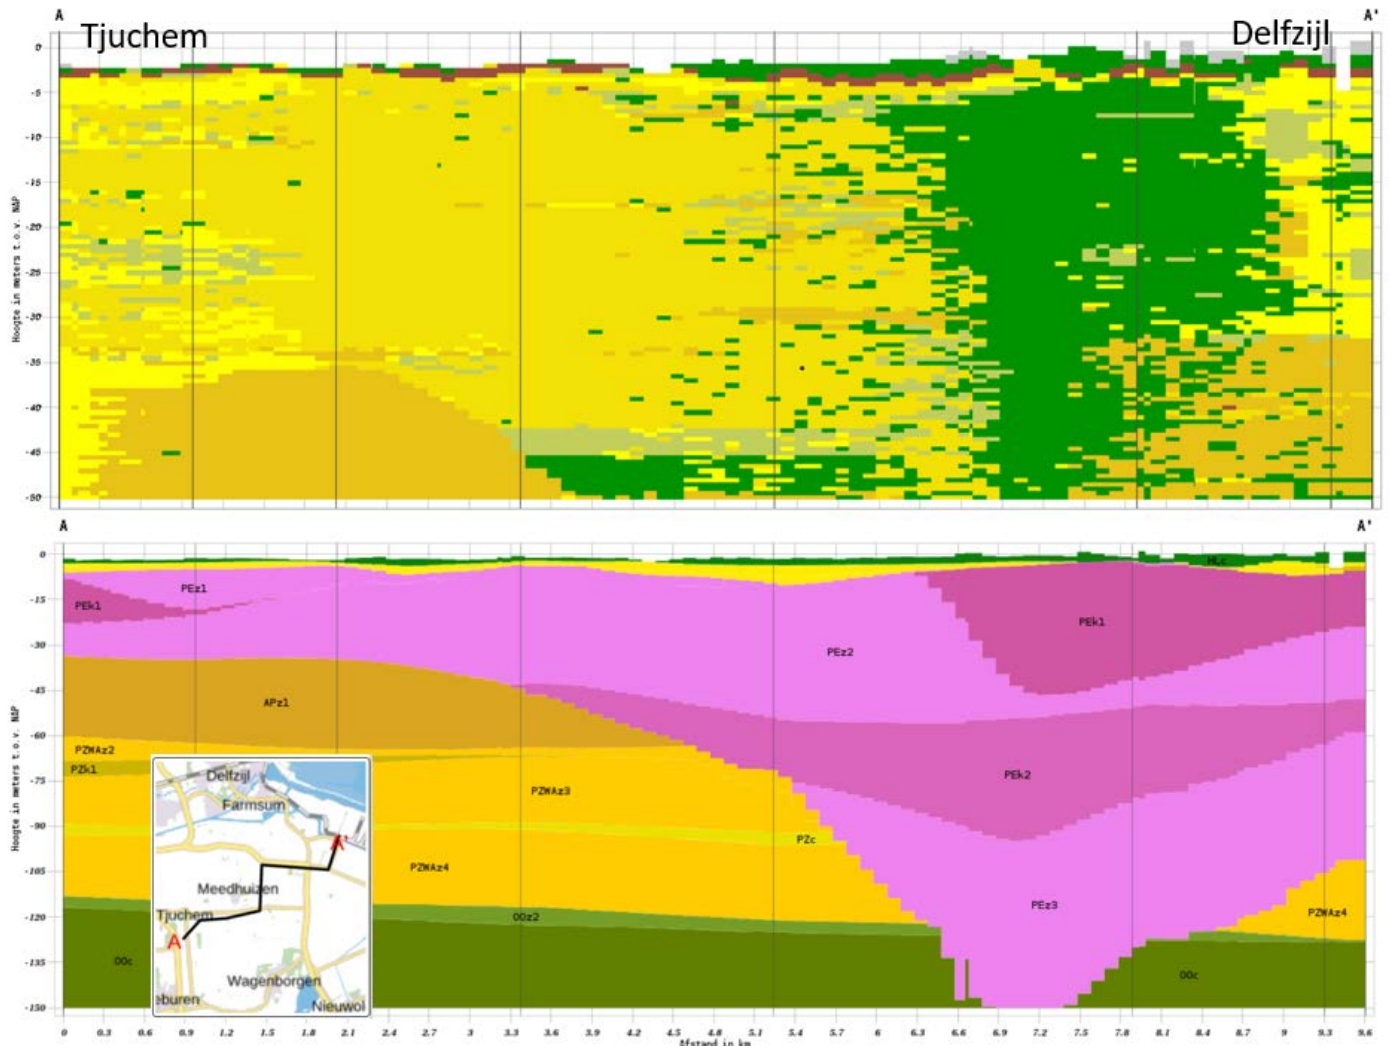 A A'
Tjuchem Delfzijl
0
-5
-10
-15
-20
-25
-30
-35
-40
-45
-50
Hoogte in meters t.o.v. NAP
A A'
0
-15
-30
-45
-60
-75
-90
-105
-120
-135
-150
Hoogte in meters t.o.v. NAP
HLc
PEz1
PEk1
PEk1
PEz2
APz1
PZWAz2
PZk1
PEk2
PZWAz3
PZc
PZWAz4
PEz3
PZWAz4
OOz2
OOc
OOc
Delfzijl
Farmsum
A'
Meedhuizen
Tjuchem
A
Wagenborgen
eburen
Nieuwol
0 0.3 0.6 0.9 1.2 1.5 1.8 2.1 2.4 2.7 3 3.3 3.6 3.9 4.2 4.5 4.8 5.1 5.4 5.7 6 6.3 6.6 6.9 7.2 7.5 7.8 8.1 8.4 8.7 9 9.3 9.6
Afstand in km